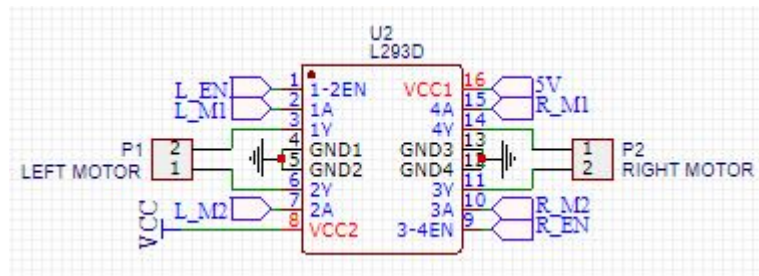 U2
L293D
L_EN 1 1-2EN VCC1 16 5V
L_M1 2 1A 4A 15 R_M1
3 1Y 4Y 14
P1 2 4 GND1 GND3 13 1 P2
LEFT MOTOR 1 5 GND2 GND4 12 2 RIGHT MOTOR
6 2Y 3Y 11
L_M2 7 2A 3A 10 R_M2
VCC 8 VCC2 3-4EN 9 R_EN